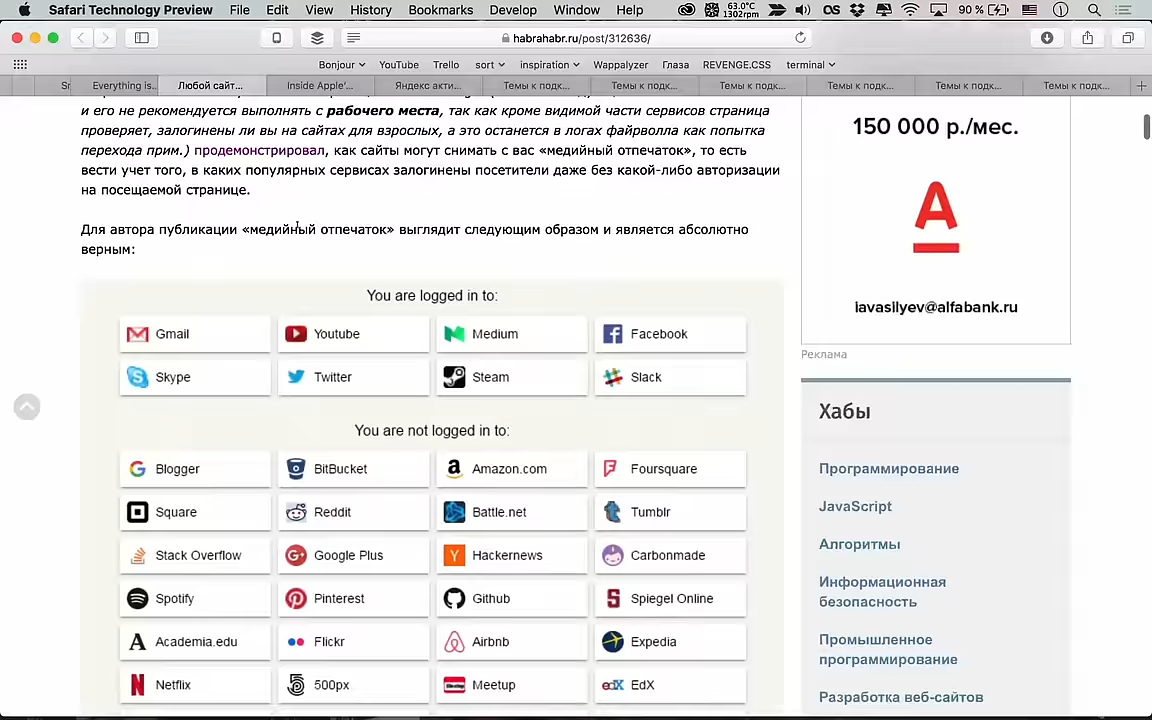 Safari Technology Preview File Edit View History Bookmarks Develop Window Help 63.0°C 1302rpm 90 %
habrahabr.ru/post/312636/
Bonjour YouTube Trello sort inspiration Wappalyzer Глаза REVENGE.CSS terminal
Everything is.. Любой сайт... Inside Apple'... Яндекс акти... Темы к подк... Темы к подк... Темы к подк... Темы к подк... Темы к подк... Темы к подк...
и его не рекомендуется выполнять с рабочего места, так как кроме видимой части сервисов страница
проверяет, залогинены ли вы на сайтах для взрослых, а это останется в логах файрволла как попытка
перехода прим.) продемонстрировал, как сайты могут снимать с вас «медийный отпечаток», то есть
вести учет того, в каких популярных сервисах залогинены посетители даже без какой-либо авторизации
на посещаемой странице.
Для автора публикации «медийный отпечаток» выглядит следующим образом и является абсолютно
верным:
You are logged in to:
Gmail Youtube Medium Facebook
Skype Twitter Steam Slack
You are not logged in to:
Blogger BitBucket Amazon.com Foursquare
Square Reddit Battle.net Tumblr
Stack Overflow Google Plus Hackernews Carbonmade
Spotify Pinterest Github Spiegel Online
Academia.edu Flickr Airbnb Expedia
Netflix 500px Meetup EdX
150 000 р./мес.
iavasilyev@alfabank.ru
Реклама
Хабы
Программирование
JavaScript
Алгоритмы
Информационная
безопасность
Промышленное
программирование
Разработка веб-сайтов